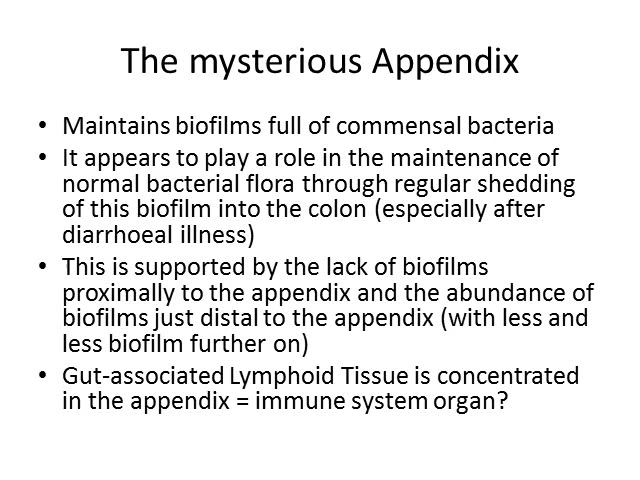 The mysterious Appendix
• Maintains biofilms full of commensal bacteria
• It appears to play a role in the maintenance of
normal bacterial flora through regular shedding
of this biofilm into the colon (especially after
diarrhoeal illness)
• This is supported by the lack of biofilms
proximally to the appendix and the abundance of
biofilms just distal to the appendix (with less and
less biofilm further on)
• Gut-associated Lymphoid Tissue is concentrated
in the appendix = immune system organ?